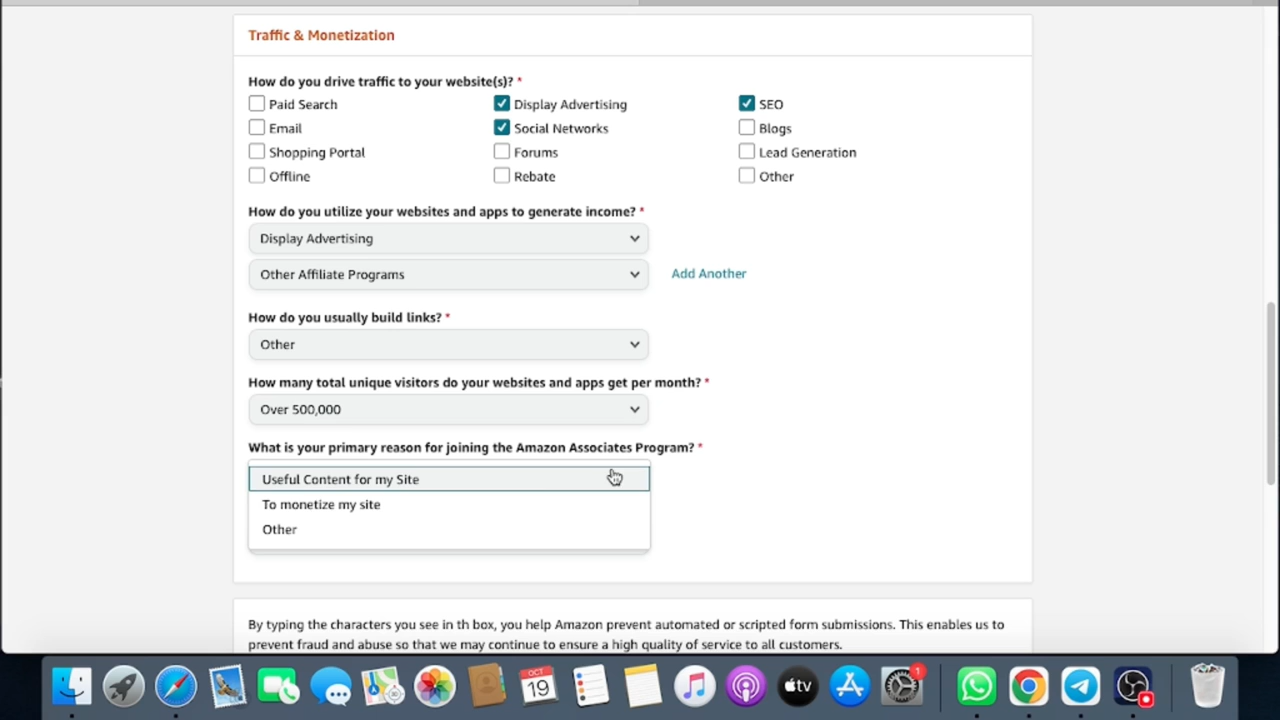 Traffic & Monetization
How do you drive traffic to your website(s)? *
Paid Search Display Advertising SEO
Email Social Networks Blogs
Shopping Portal Forums Lead Generation
Offline Rebate Other
How do you utilize your websites and apps to generate income? *
Display Advertising
Other Affiliate Programs Add Another
How do you usually build links? *
Other
How many total unique visitors do your websites and apps get per month? *
Over 500,000
What is your primary reason for joining the Amazon Associates Program? *
Useful Content for my Site
To monetize my site
Other
By typing the characters you see in th box, you help Amazon prevent automated or scripted form submissions. This enables us to
prevent fraud and abuse so that we may continue to ensure a high quality of service to all customers.
OCT
19
tv
1